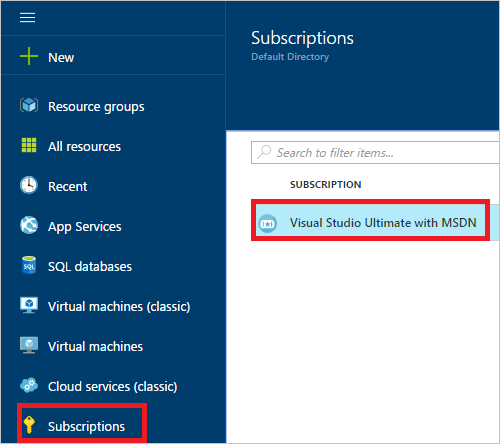 New
Resource groups
All resources
Recent
App Services
SQL
SQL databases
Virtual machines (classic)
Virtual machines
Cloud services (classic)
Subscriptions
Subscriptions
Default Directory
Search to filter items...
SUBSCRIPTION
Visual Studio Ultimate with MSDN